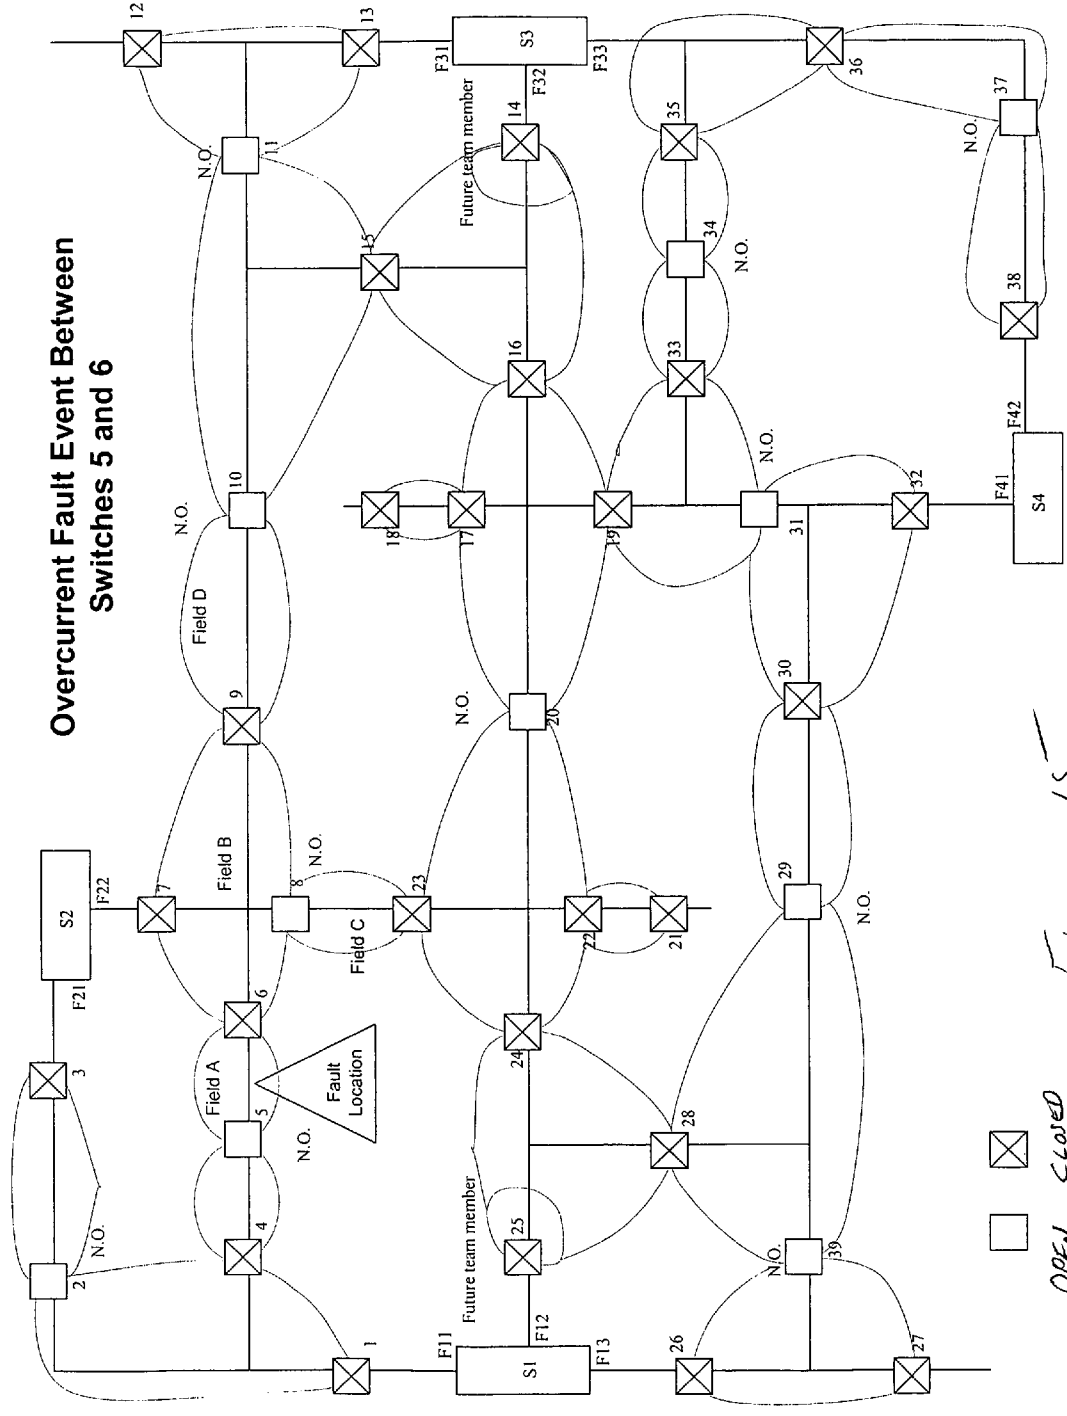 Overcurrent Fault Event Between
Switches 5 and 6
12
13
F31
S3
F32
F33
N.O.
11
Future team member
14
15
35
36
37
N.O.
34
N.O.
38
16
33
F42
N.O.
10
18
17
19
N.O.
31
32
F41
S4
Field D
9
N.O.
20
30
S2
F22
F21
7
Field B
8
N.O.
23
Field C
22
21
29
N.O.
3
6
Field A
5
N.O.
Fault
Location
24
28
N.O.
2
4
Future team member
25
N.O.
39
1
F11
S1
F12
F13
26
27
OPEN
CLOSED